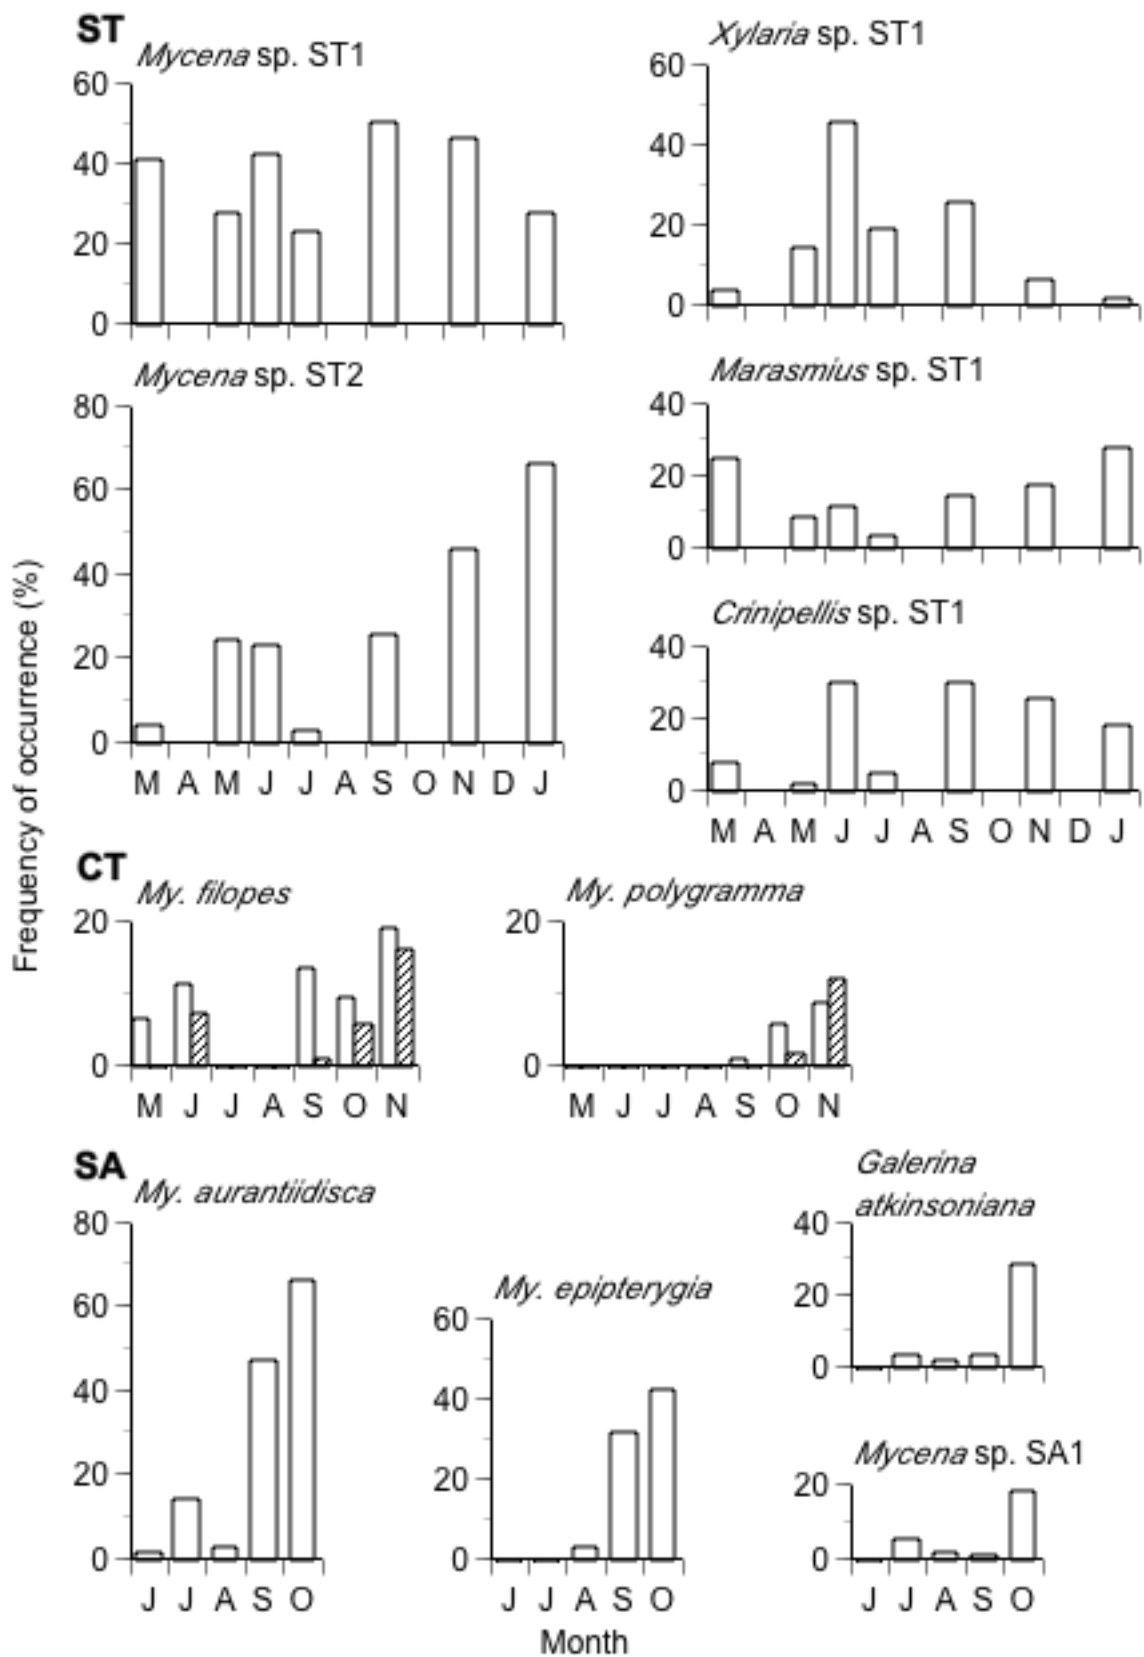 ST
Mycena sp. ST1
60
40
20
0
Xylaria sp. ST1
60
40
20
0
Mycena sp. ST2
80
60
40
20
0
M A M J J A S O N D J
Marasmius sp. ST1
40
20
0
Crinipellis sp. ST1
40
20
0
M A M J J A S O N D J
Frequency of occurrence (%)
CT
My. filopes
20
0
M J J A S O N
My. polygramma
20
0
M J J A S O N
SA
My. aurantiidisca
80
60
40
20
0
J J A S O
My. epipterygia
60
40
20
0
J J A S O
Galerina
atkinsoniana
40
20
0
Mycena sp. SA1
20
0
J J A S O
Month